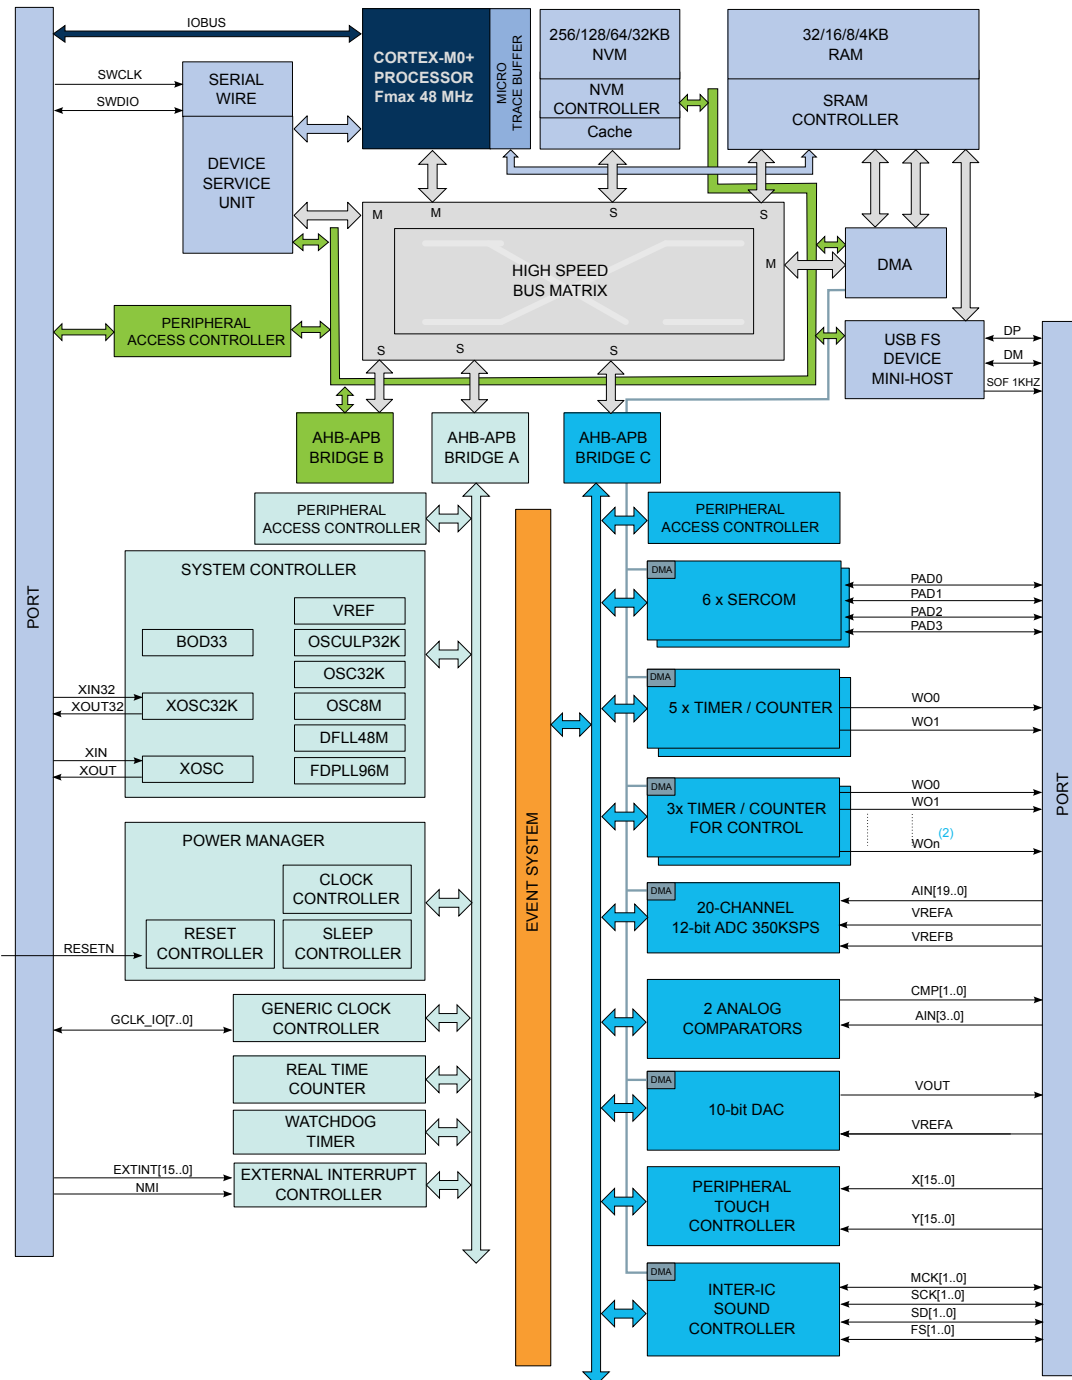 IOBUS
CORTEX-M0+
PROCESSOR
Fmax 48 MHz
MICRO
TRACE BUFFER
256/128/64/32KB
NVM
NVM
CONTROLLER
Cache
32/16/8/4KB
RAM
SRAM
CONTROLLER
SWCLK
SWDIO
SERIAL
WIRE
DEVICE
SERVICE
UNIT
M
M
S
S
HIGH SPEED
BUS MATRIX
M
S
S
S
DMA
PERIPHERAL
ACCESS CONTROLLER
USB FS
DEVICE
MINI-HOST
DP
DM
SOF 1KHZ
AHB-APB
BRIDGE B
AHB-APB
BRIDGE A
AHB-APB
BRIDGE C
PORT
PORT
EVENT SYSTEM
PERIPHERAL
ACCESS CONTROLLER
PERIPHERAL
ACCESS CONTROLLER
SYSTEM CONTROLLER
VREF
BOD33
OSCULP32K
OSC32K
XIN32
XOUT32
XOSC32K
OSC8M
DFLL48M
XIN
XOUT
XOSC
FDPLL96M
DMA
6 x SERCOM
PAD0
PAD1
PAD2
PAD3
DMA
5 x TIMER / COUNTER
WO0
WO1
DMA
3x TIMER / COUNTER
FOR CONTROL
WO0
WO1
(2)
WOn
POWER MANAGER
CLOCK
CONTROLLER
RESET
CONTROLLER
SLEEP
CONTROLLER
RESETN
DMA
20-CHANNEL
12-bit ADC 350KSPS
AIN[19..0]
VREFA
VREFB
GCLK_IO[7..0]
GENERIC CLOCK
CONTROLLER
2 ANALOG
COMPARATORS
CMP[1..0]
AIN[3..0]
REAL TIME
COUNTER
DMA
10-bit DAC
VOUT
VREFA
WATCHDOG
TIMER
EXTINT[15..0]
NMI
EXTERNAL INTERRUPT
CONTROLLER
PERIPHERAL
TOUCH
CONTROLLER
X[15..0]
Y[15..0]
DMA
INTER-IC
SOUND
CONTROLLER
MCK[1..0]
SCK[1..0]
SD[1..0]
FS[1..0]